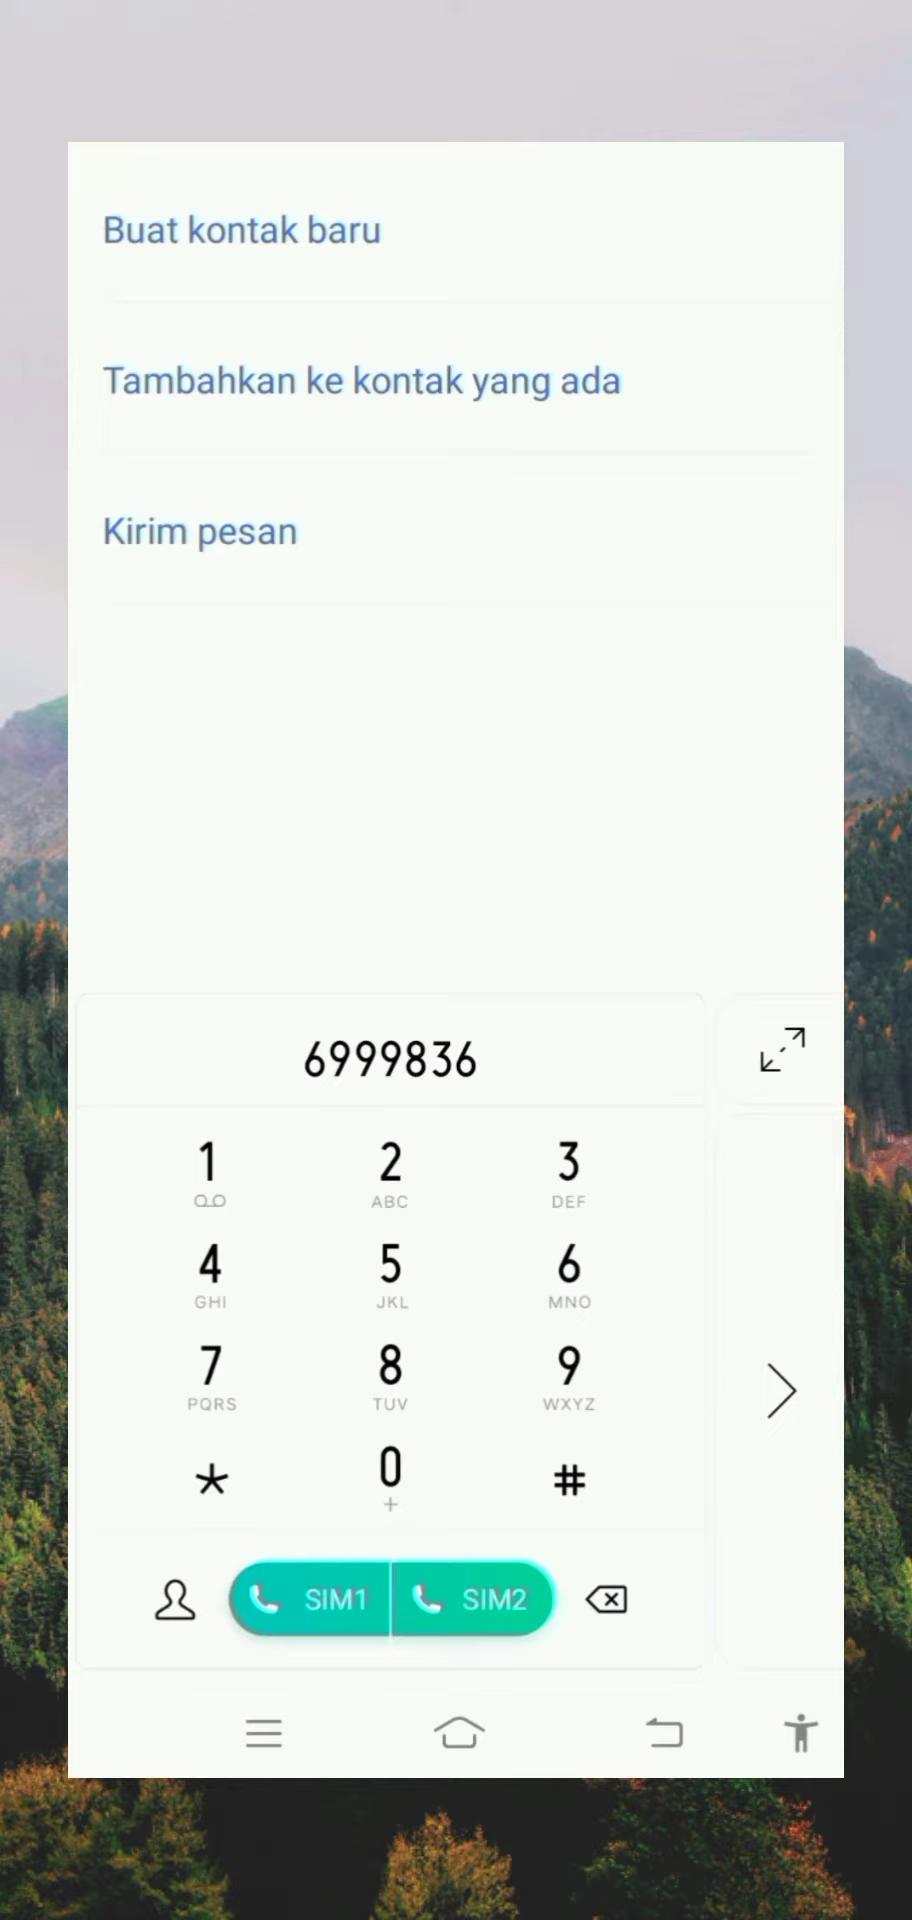 Buat kontak baru
Tambahkan ke kontak yang ada
Kirim pesan
6999836
1 2 3
ABC DEF
4 5 6
GHI JKL MNO
7 8 9
PQRS TUV WXYZ
* 0 #
+
SIM1 SIM2